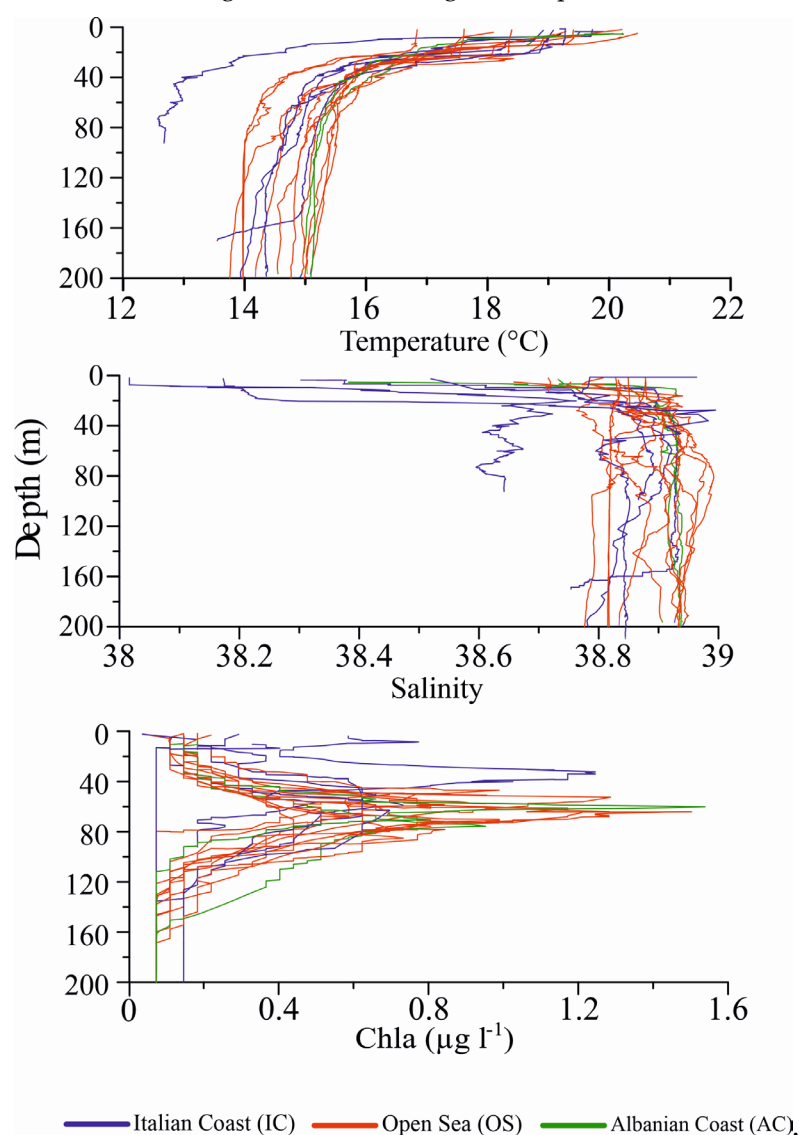 0
40
80
120
160
200
12 14 16 18 20 22
Temperature (°C)
0
40
80
120
160
200
Depth (m)
38 38.2 38.4 38.6 38.8 39
Salinity
0
40
80
120
160
200
0 0.4 0.8 1.2 1.6
Chla (µg l⁻¹)
Italian Coast (IC) Open Sea (OS) Albanian Coast (AC).